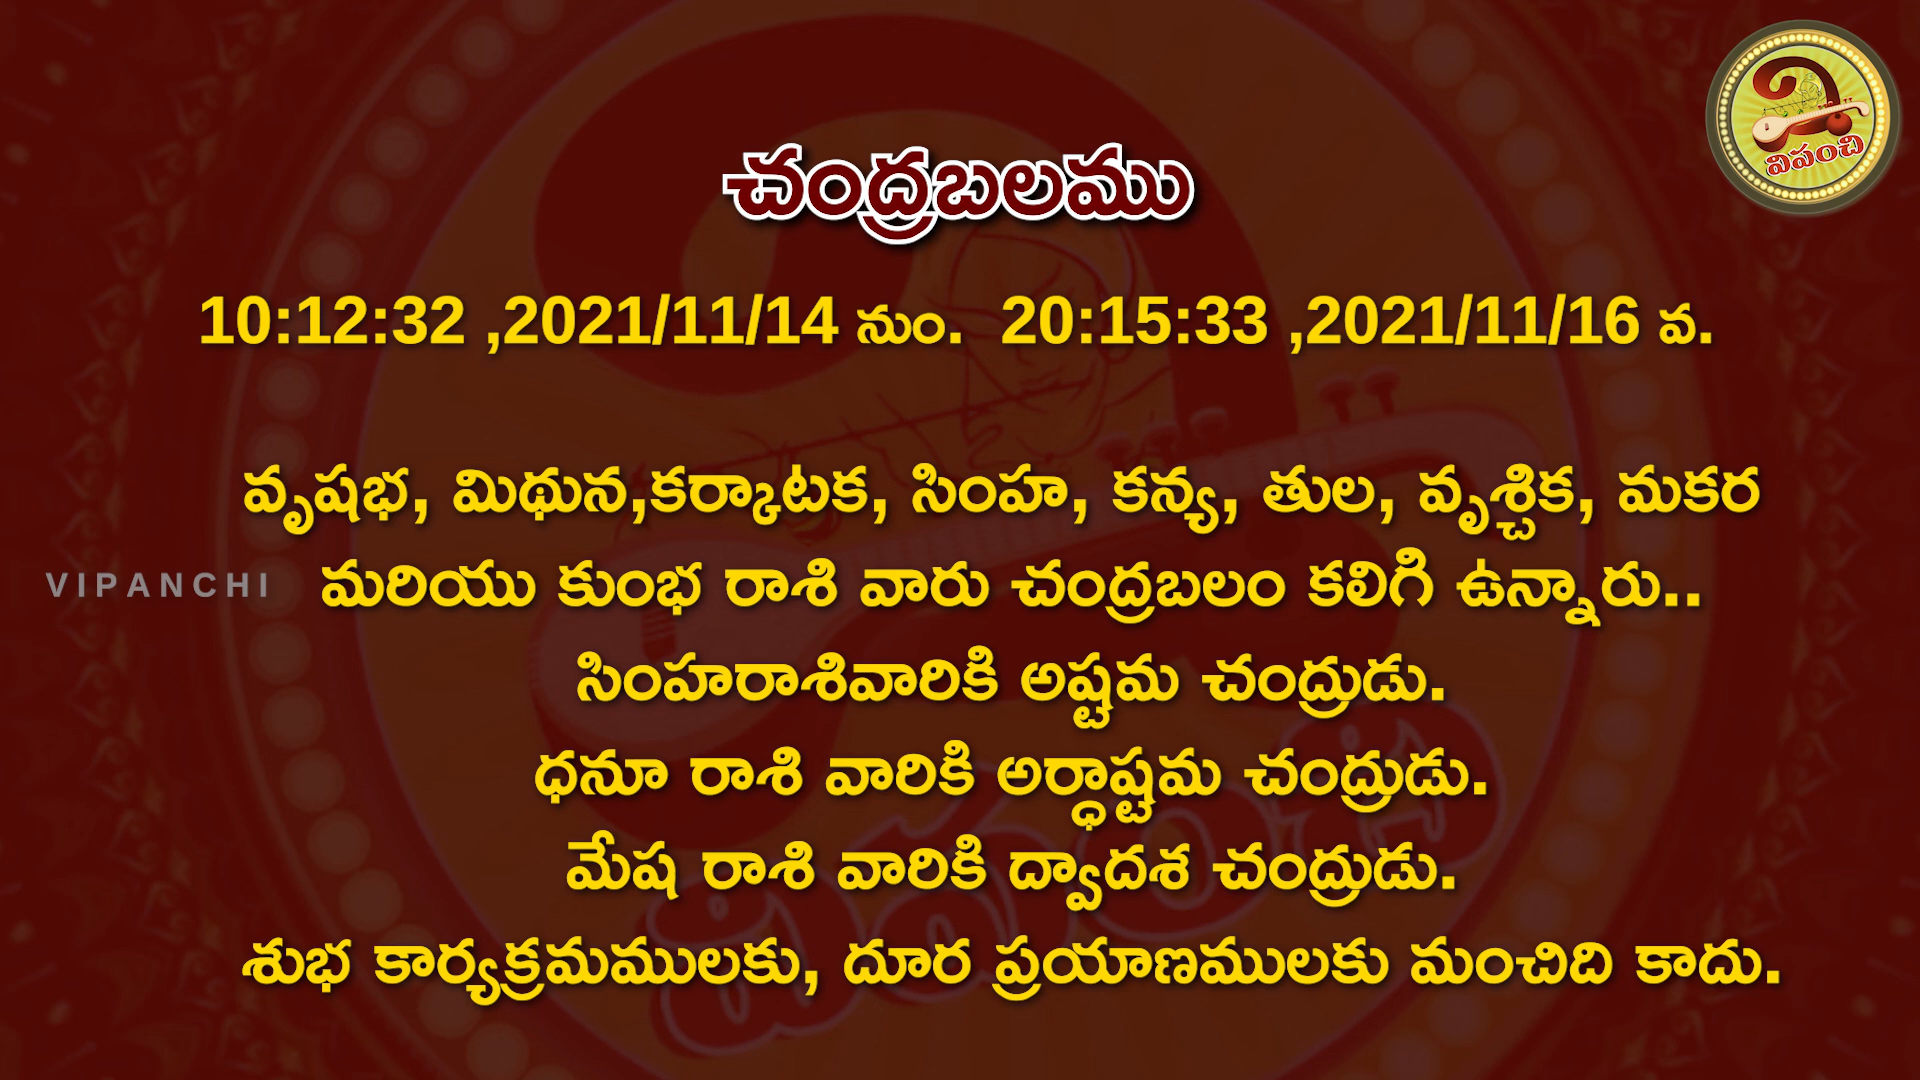 విపంచి
చంద్రబలము
10:12:32 ,2021/11/14 నుం.  20:15:33 ,2021/11/16 వ.
వృషభ, మిథున,కర్కాటక, సింహ, కన్య, తుల, వృశ్చిక, మకర
మరియు కుంభ రాశి వారు చంద్రబలం కలిగి ఉన్నారు..
VIPANCHI
సింహరాశివారికి అష్టమ చంద్రుడు.
ధనూ రాశి వారికి అర్ధాష్టమ చంద్రుడు.
మేష రాశి వారికి ద్వాదశ చంద్రుడు.
శుభ కార్యక్రమములకు, దూర ప్రయాణములకు మంచిది కాదు.